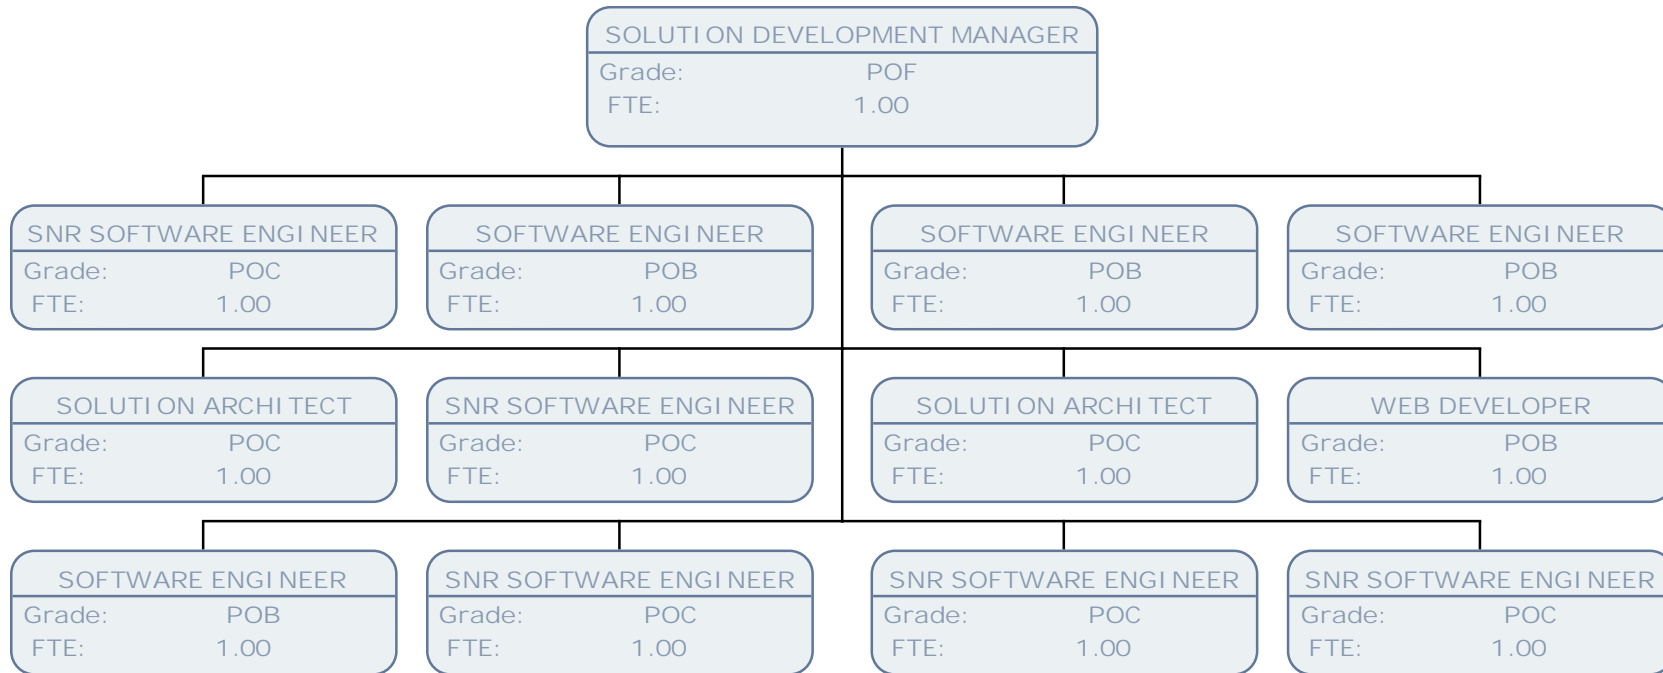 SOLUTION DEVELOPMENT MANAGER
Grade: POF
FTE: 1.00
SNR SOFTWARE ENGINEER
Grade: POC
FTE: 1.00
SOFTWARE ENGINEER
Grade: POB
FTE: 1.00
SOFTWARE ENGINEER
Grade: POB
FTE: 1.00
SOFTWARE ENGINEER
Grade: POB
FTE: 1.00
SOLUTION ARCHITECT
Grade: POC
FTE: 1.00
SNR SOFTWARE ENGINEER
Grade: POC
FTE: 1.00
SOLUTION ARCHITECT
Grade: POC
FTE: 1.00
WEB DEVELOPER
Grade: POB
FTE: 1.00
SOFTWARE ENGINEER
Grade: POB
FTE: 1.00
SNR SOFTWARE ENGINEER
Grade: POC
FTE: 1.00
SNR SOFTWARE ENGINEER
Grade: POC
FTE: 1.00
SNR SOFTWARE ENGINEER
Grade: POC
FTE: 1.00